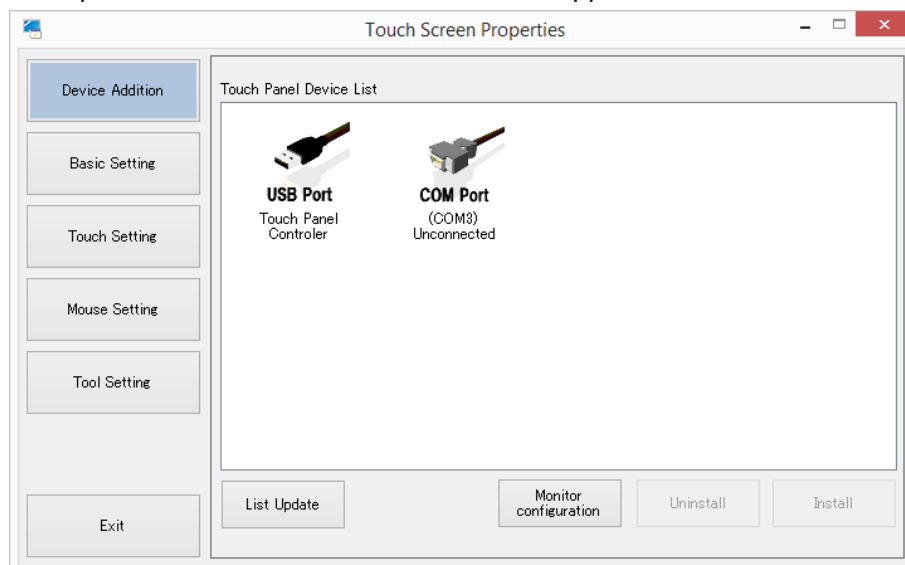 Touch Screen Properties
Device Addition
Basic Setting
Touch Setting
Mouse Setting
Tool Setting
Exit
Touch Panel Device List
USB Port
Touch Panel
Controler
COM Port
(COM3)
Unconnected
List Update
Monitor
configuration
Uninstall
Install